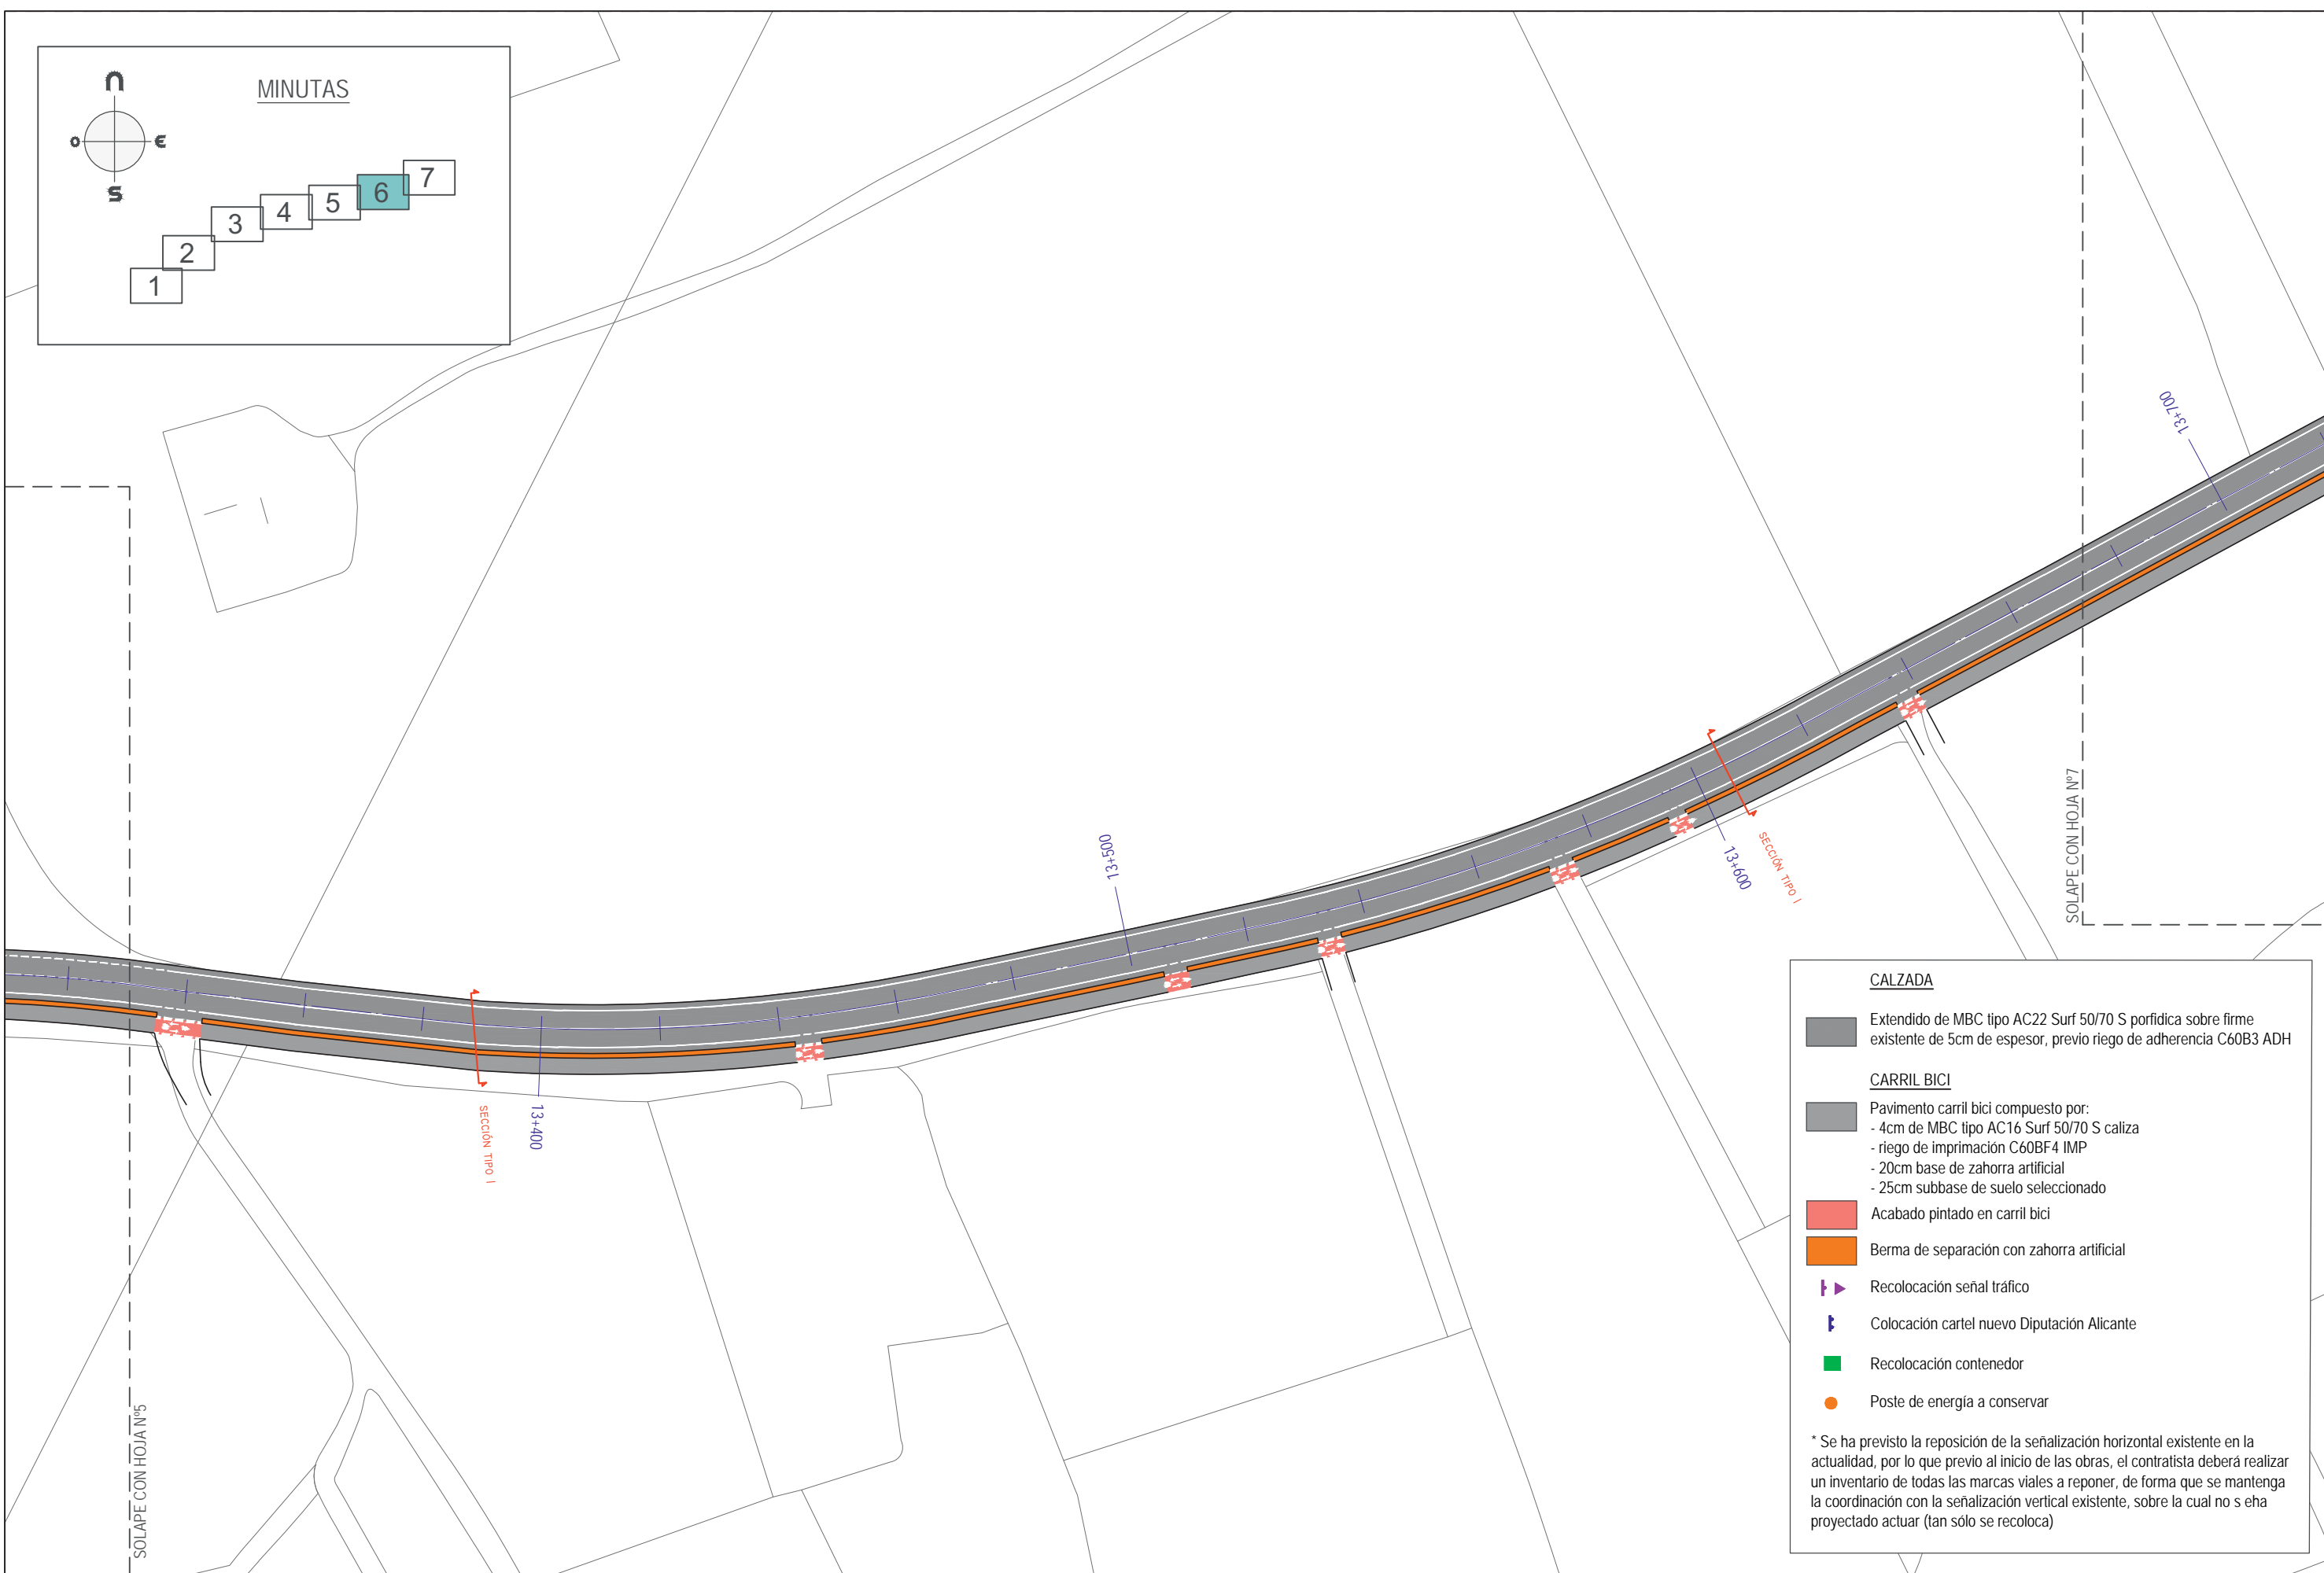 MINUTAS
n
o
e
s
7
6
5
4
3
2
1
13+700
13+500
13+600
13+400
SECCIÓN TIPO I
SECCIÓN TIPO I
SOLAPE CON HOJA Nº7
SOLAPE CON HOJA Nº5
CALZADA
Extendido de MBC tipo AC22 Surf 50/70 S porfidica sobre firme
existente de 5cm de espesor, previo riego de adherencia C60B3 ADH
CARRIL BICI
Pavimento carril bici compuesto por:
- 4cm de MBC tipo AC16 Surf 50/70 S caliza
- riego de imprimación C60BF4 IMP
- 20cm base de zahorra artificial
- 25cm subbase de suelo seleccionado
Acabado pintado en carril bici
Berma de separación con zahorra artificial
Recolocación señal tráfico
Colocación cartel nuevo Diputación Alicante
Recolocación contenedor
Poste de energía a conservar
* Se ha previsto la reposición de la señalización horizontal existente en la
actualidad, por lo que previo al inicio de las obras, el contratista deberá realizar
un inventario de todas las marcas viales a reponer, de forma que se mantenga
la coordinación con la señalización vertical existente, sobre la cual no s eha
proyectado actuar (tan sólo se recoloca)